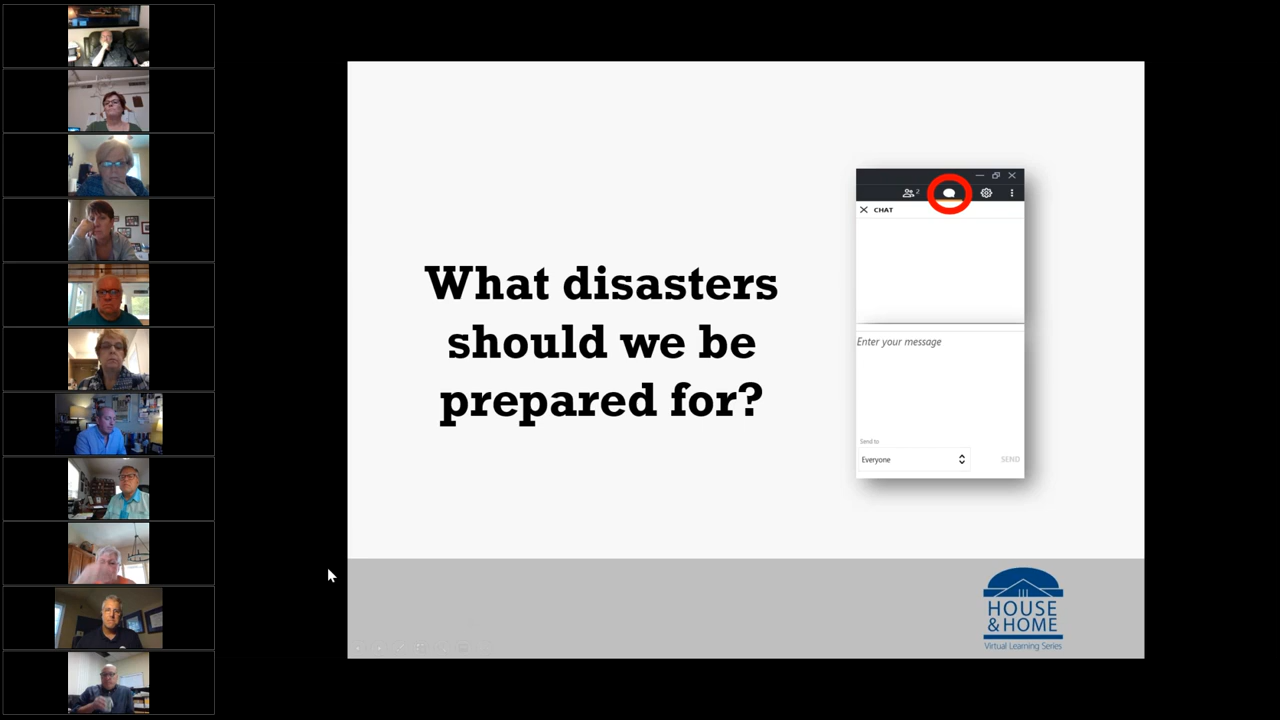 What disasters
should we be
prepared for?
2
CHAT
Enter your message
Send to
Everyone
SEND
HOUSE
& HOME
Virtual Learning Series